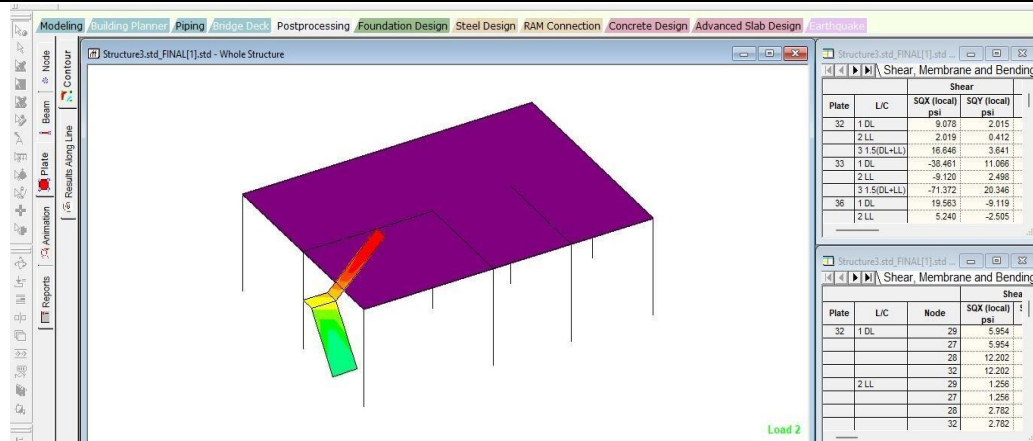 Modeling Building Planner Piping Bridge Deck Postprocessing Foundation Design Steel Design RAM Connection Concrete Design Advanced Slab Design Earthquake
Node
Beam
Plate
Animation
Reports
Contour
Results Along Line
Structure3.std_FINAL[1].std - Whole Structure
Load 2
Structure3.std_FINAL[1].std ...
Shear, Membrane and Bending
Shear
Plate L/C SQX (local) psi SQY (local) psi
32 1 DL 9.078 2.015
2 LL 2.019 0.412
3 1.5(DL+LL) 16.646 3.641
33 1 DL -38.461 11.066
2 LL -9.120 2.498
3 1.5(DL+LL) -71.372 20.346
36 1 DL 19.563 -9.119
2 LL 5.240 -2.505
Structure3.std_FINAL[1].std ...
Shear, Membrane and Bending
Shea
Plate L/C Node SQX (local) psi
32 1 DL 29 5.954
27 5.954
28 12.202
32 12.202
2 LL 29 1.256
27 1.256
28 2.782
32 2.782